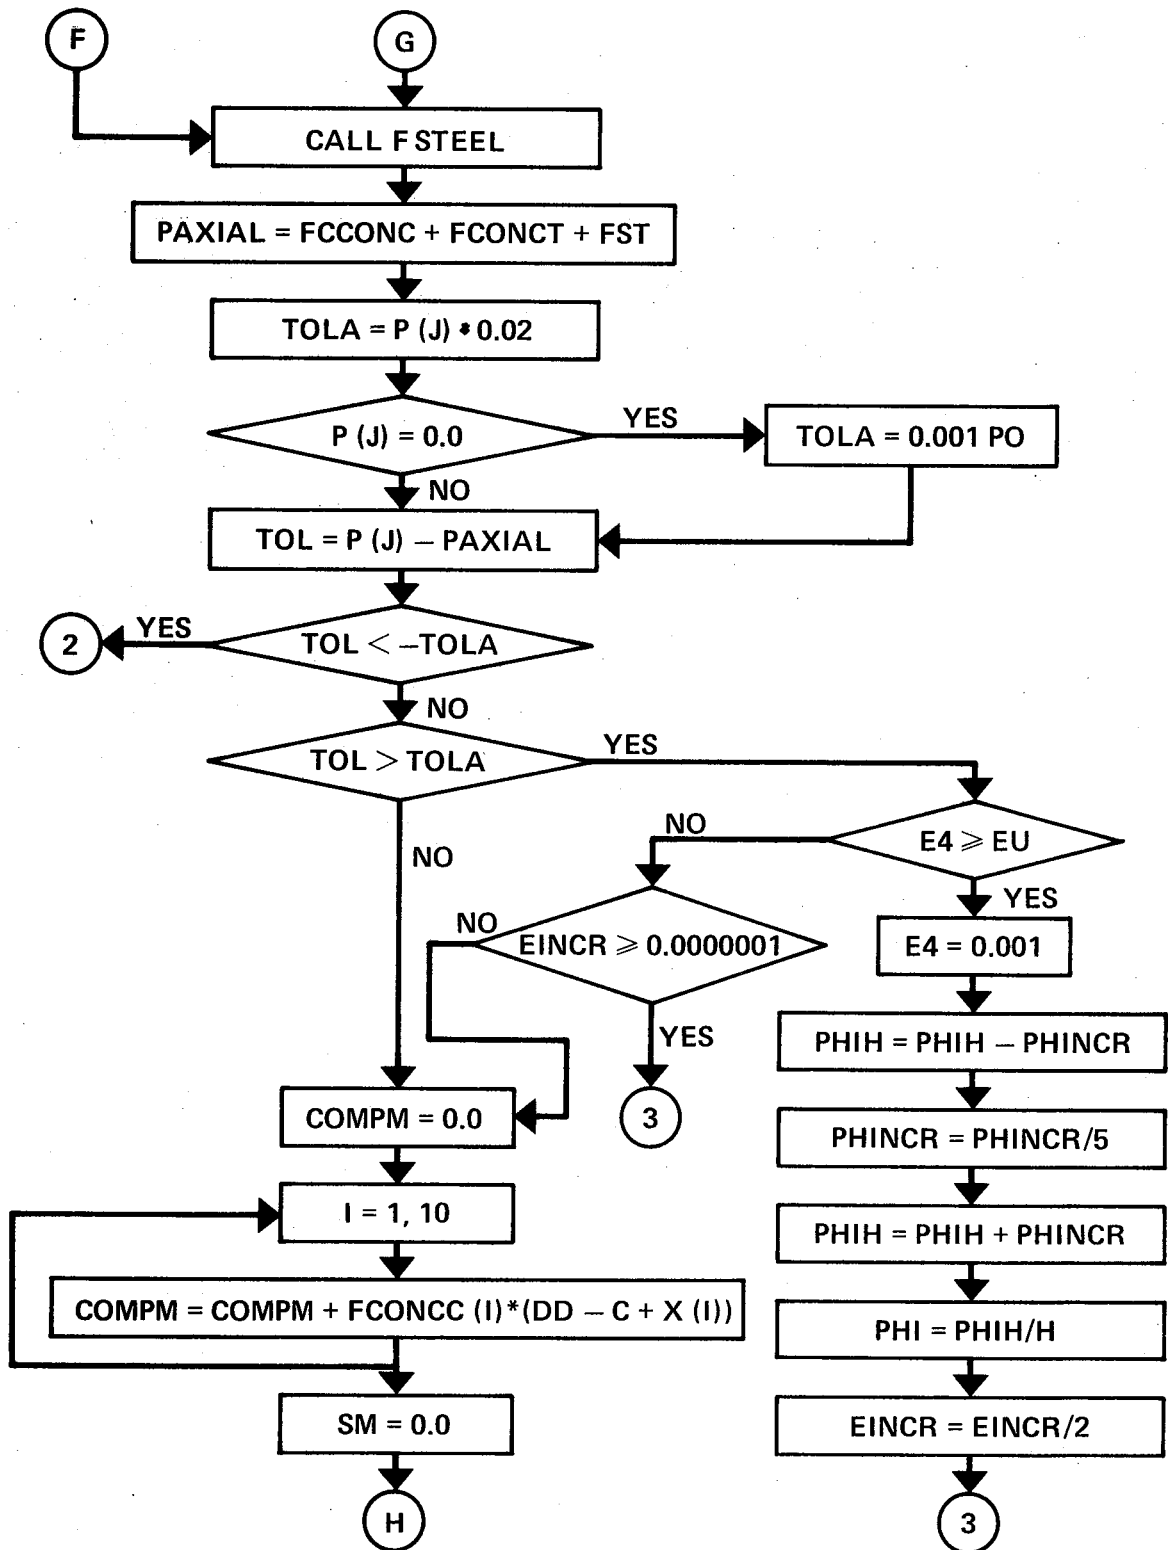 F
G
CALL F STEEL
PAXIAL = FCCONC + FCONCT + FST
TOLA = P (J) * 0.02
P (J) = 0.0
YES
TOLA = 0.001 PO
NO
TOL = P (J) – PAXIAL
2
YES
TOL < –TOLA
NO
TOL > TOLA
YES
NO
E4 ⩾ EU
NO
YES
NO
EINCR ⩾ 0.0000001
E4 = 0.001
YES
PHIH = PHIH – PHINCR
COMPM = 0.0
3
PHINCR = PHINCR/5
I = 1, 10
PHIH = PHIH + PHINCR
COMPM = COMPM + FCONCC (I)*(DD – C + X (I))
PHI = PHIH/H
SM = 0.0
EINCR = EINCR/2
H
3